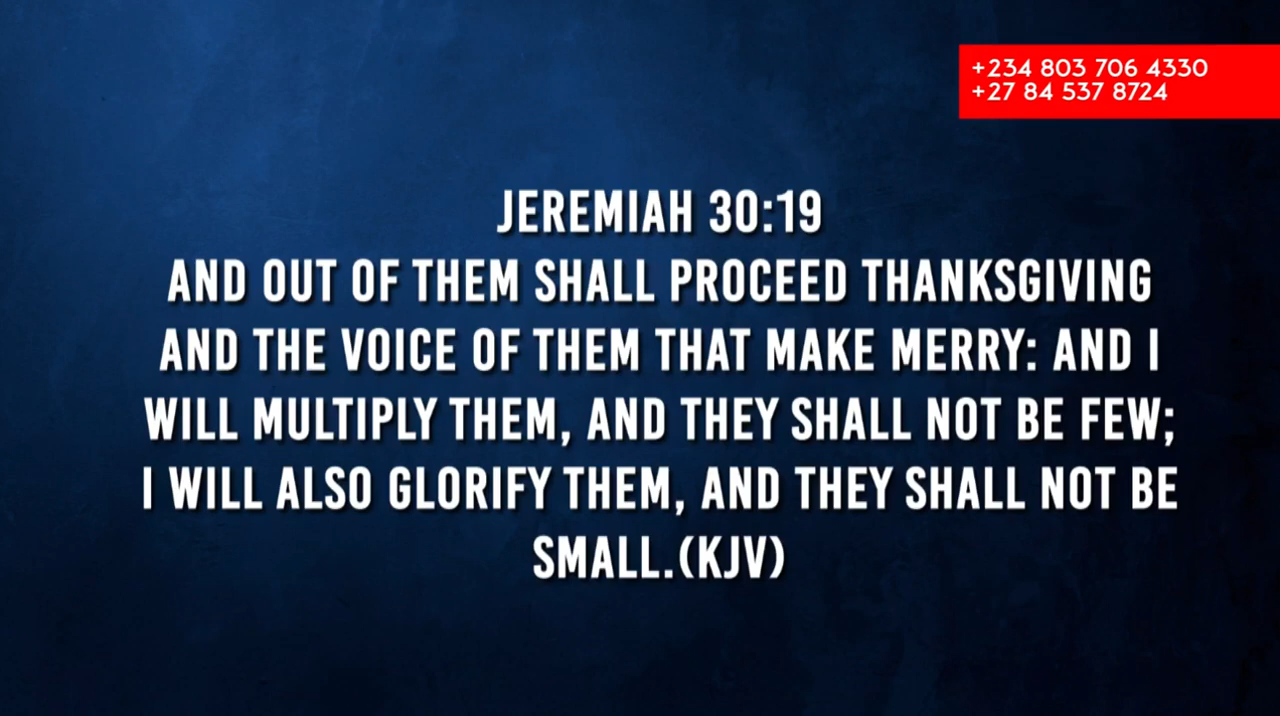 +234 803 706 4330
+27 84 537 8724
JEREMIAH 30:19
AND OUT OF THEM SHALL PROCEED THANKSGIVING
AND THE VOICE OF THEM THAT MAKE MERRY: AND I
WILL MULTIPLY THEM, AND THEY SHALL NOT BE FEW;
I WILL ALSO GLORIFY THEM, AND THEY SHALL NOT BE
SMALL.(KJV)